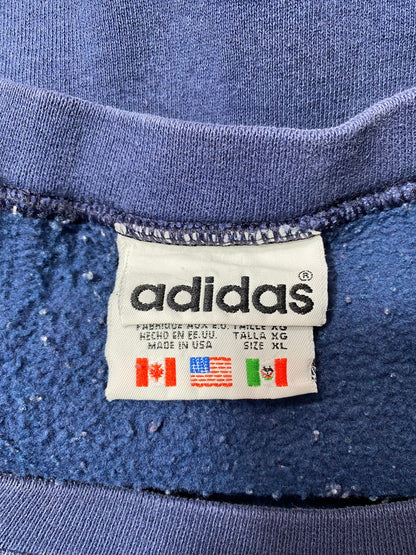 adidas®
FABRIQUE AUX E.U. TAILLE XG
HECHO EN EE.UU. TALLA XG
MADE IN USA SIZE XL